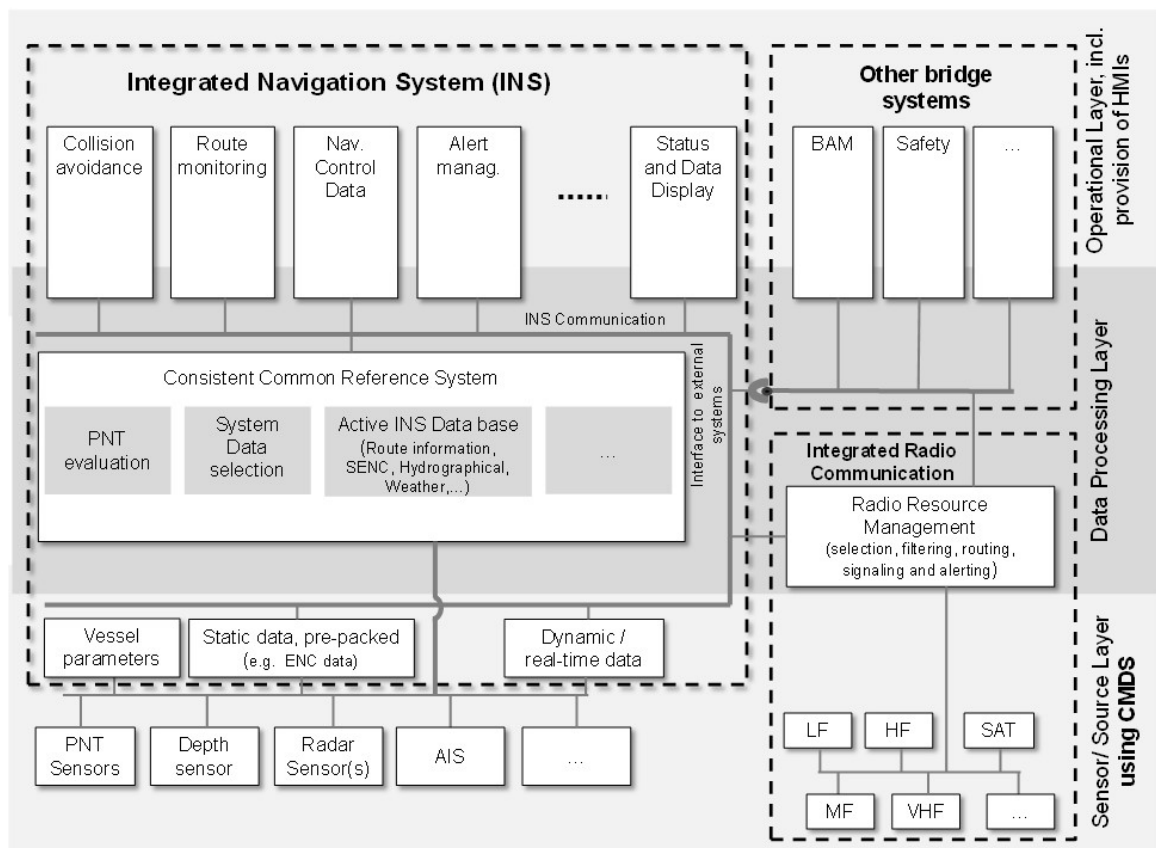 Integrated Navigation System (INS)
Other bridge
systems
Operational Layer, incl.
provision of HMIs
Collision
avoidance
Route
monitoring
Nav.
Control
Data
Alert
manag.
......
Status
and Data
Display
BAM
Safety
...
INS Communication
Interface to external
systems
Data Processing Layer
Consistent Common Reference System
PNT
evaluation
System
Data
selection
Active INS Data base
(Route information,
SENC, Hydrographical,
Weather,...)
...
Integrated Radio
Communication
Radio Resource
Management
(selection, filtering, routing,
signaling and alerting)
Vessel
parameters
Static data, pre-packed
(e.g. ENC data)
Dynamic /
real-time data
Sensor/ Source Layer
using CMDS
PNT
Sensors
Depth
sensor
Radar
Sensor(s)
AIS
...
LF
HF
SAT
MF
VHF
...